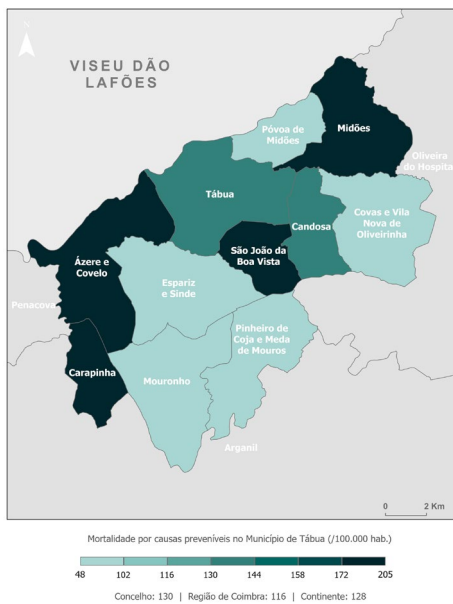 N
VISEU DÃO
LAFÕES
Póvoa de
Midões
Midões
Oliveira
do Hospita
Tábua
Candosa
Covas e Vila
Nova de
Oliveirinha
São João da
Boa Vista
Ázere e
Covelo
Espariz
e Sinde
Penacova
Pinheiro de
Coja e Meda
de Mouros
Carapinha
Mouronho
Arganil
0 2 Km
Mortalidade por causas preveníveis no Município de Tábua (/100.000 hab.)
48 102 116 130 144 158 172 205
Concelho: 130 | Região de Coimbra: 116 | Continente: 128